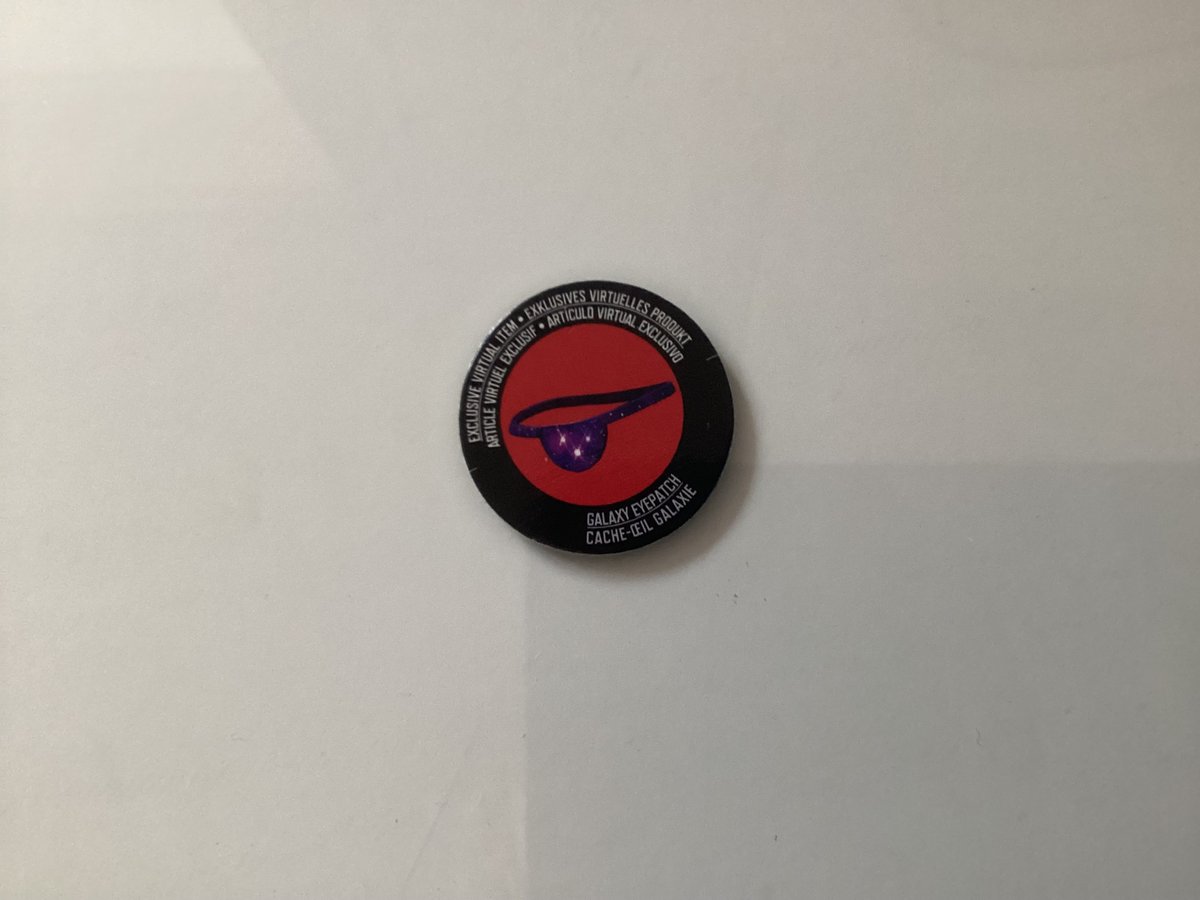 EXCLUSIVE VIRTUAL ITEM • EXKLUSIVES VIRTUELLES PRODUKT
ARTICLE VIRTUEL EXCLUSIF • ARTÍCULO VIRTUAL EXCLUSIVO
GALAXY EYEPATCH
CACHE-ŒIL GALAXIE